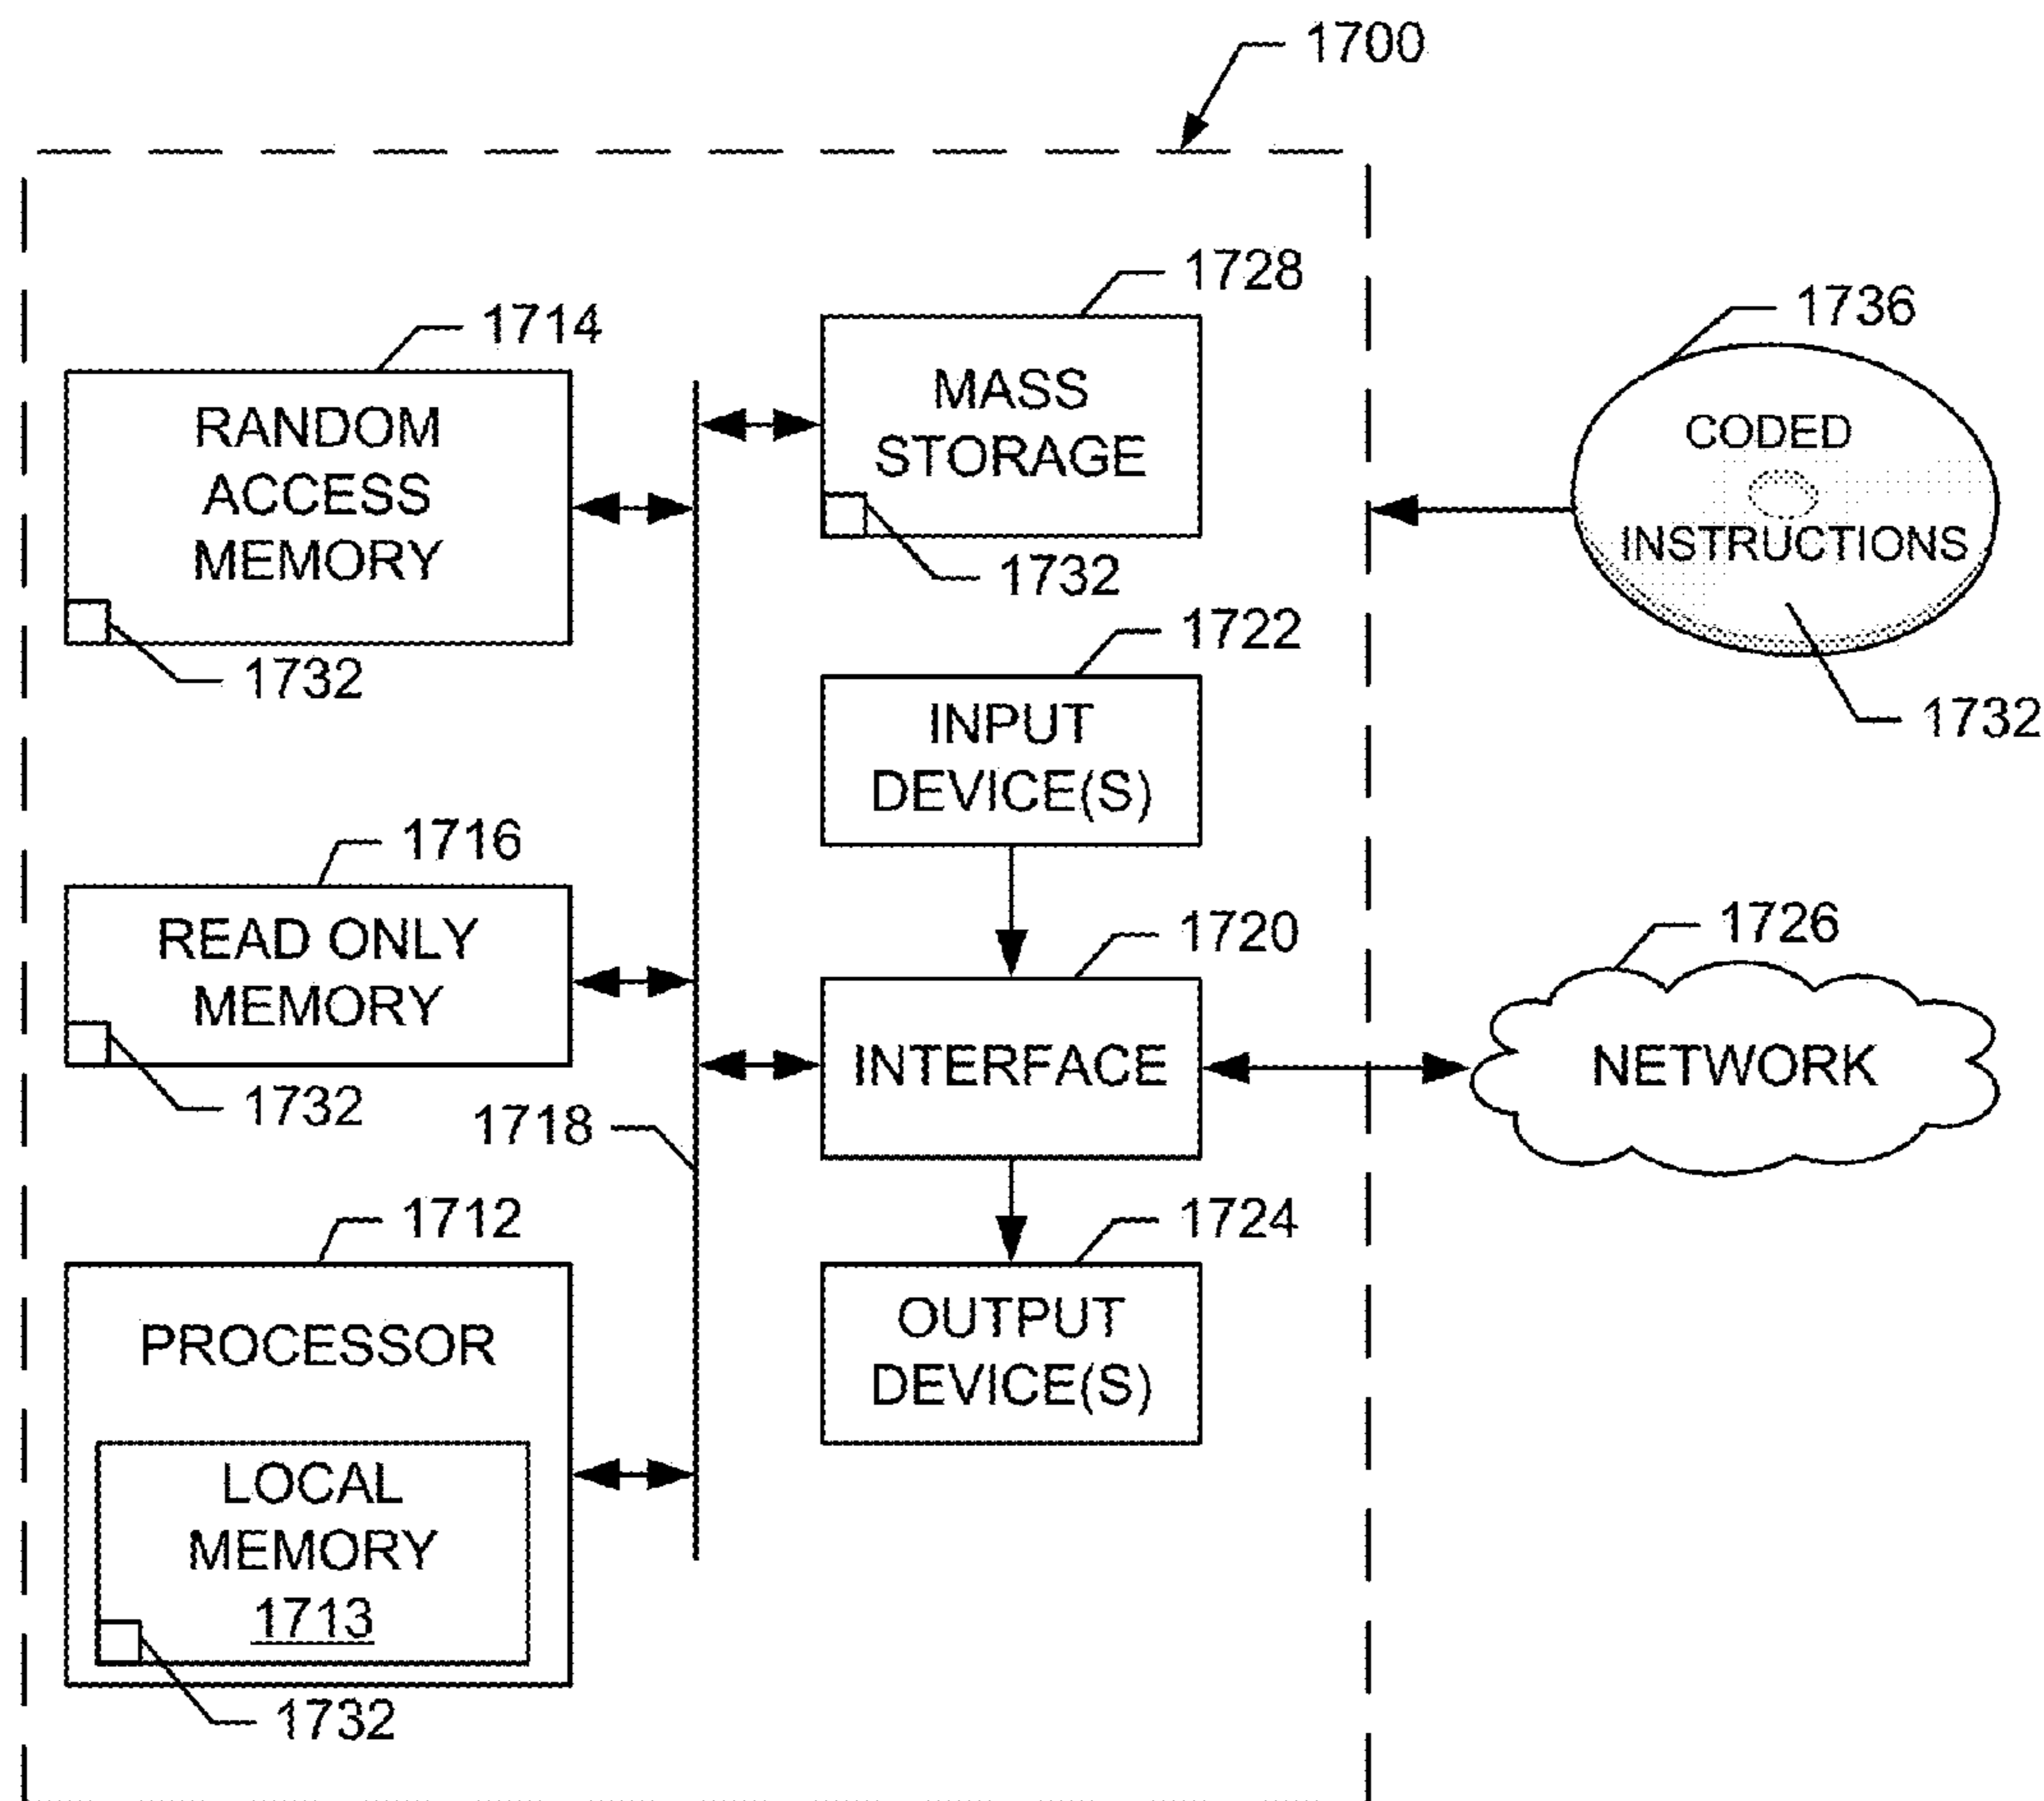 1700
1728
1714
1736
MASS
STORAGE
RANDOM
ACCESS
MEMORY
CODED
INSTRUCTIONS
1732
1732
1722
1732
INPUT
DEVICE(S)
1716
READ ONLY
MEMORY
1720
1726
INTERFACE
NETWORK
1732
1718
1712
1724
PROCESSOR
OUTPUT
DEVICE(S)
LOCAL
MEMORY
1713
1732